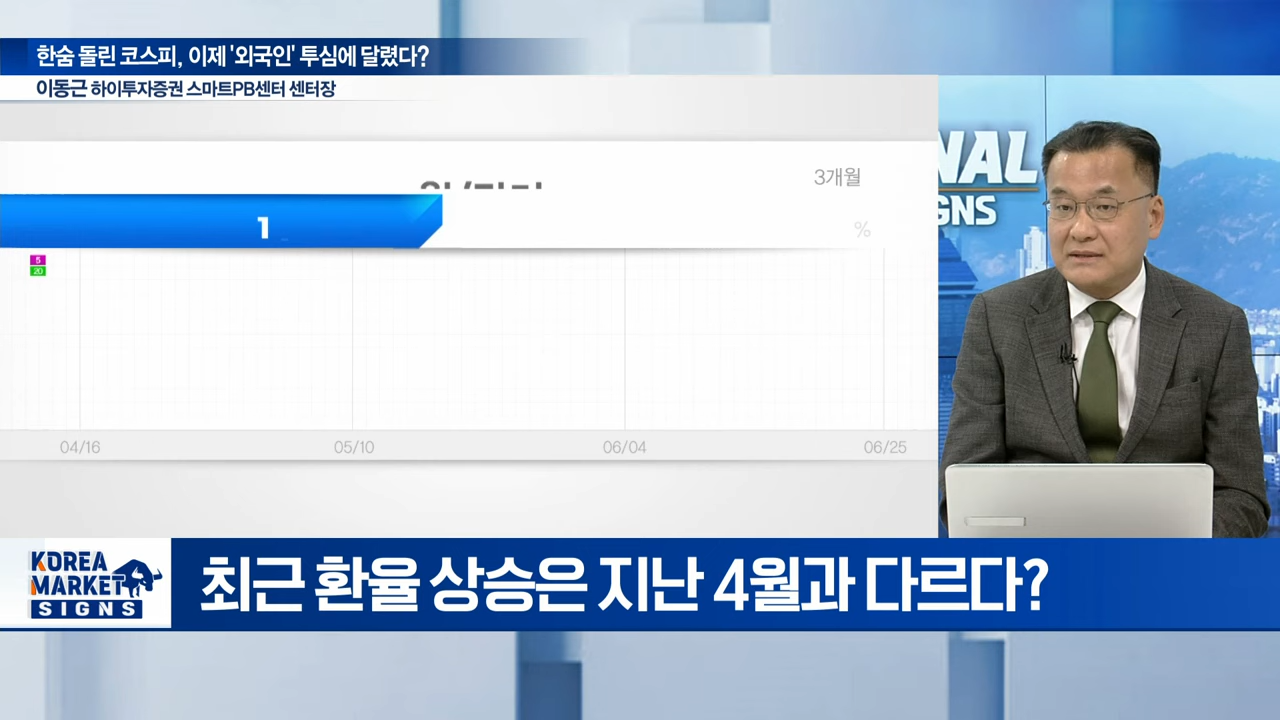 한숨 돌린 코스피, 이제 '외국인' 투심에 달렸다?
이동근 하이투자증권 스마트PB센터 센터장
3개월
1
%
5
20
04/16
05/10
06/04
06/25
NAL
GNS
KOREA
MARKET
SIGNS
최근 환율 상승은 지난 4월과 다르다?